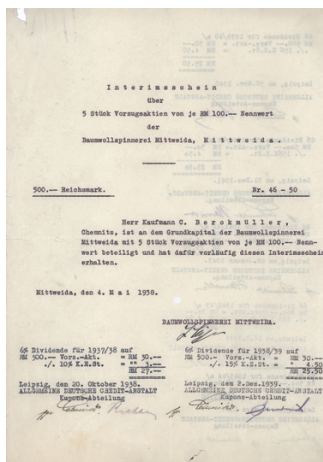 Interimsschein
über
5 Stück Vorzugsaktien von je RM 100.-- Nennwert
der
Baumwollspinnerei Mittweida, Mittweida.
500.-- Reichsmark. Nr. 46 - 50
Herr Kaufmann C. Berckmüller,
Chemnitz, ist an dem Grundkapital der Baumwollspinnerei
Mittweida mit 5 Stück Vorzugsaktien von je RM 100.-- Nenn-
wert beteiligt und hat dafür vorläufig diesen Interimsschein
erhalten.
Mittweida, den 4. Mai 1938.
BAUMWOLLSPINNEREI MITTWEIDA.
6% Dividende für 1937/38 auf
RM 500.-- Vorz.-Akt. = RM 30.--
./. 10% K.E.St. = " 3.--
RM 27.--
Leipzig, den 20. Oktober 1938.
ALLGEMEINE DEUTSCHE CREDIT-ANSTALT
Kupons-Abteilung
6% Dividende für 1938/39 auf
RM 500.-- Vorz.-Akt. = RM 30.--
./. 15% K.E.St. = " 4.50
RM 25.50
Leipzig, den 2.Dez.1939.
ALLGEMEINE DEUTSCHE CREDIT-ANSTALT
Kupons-Abteilung